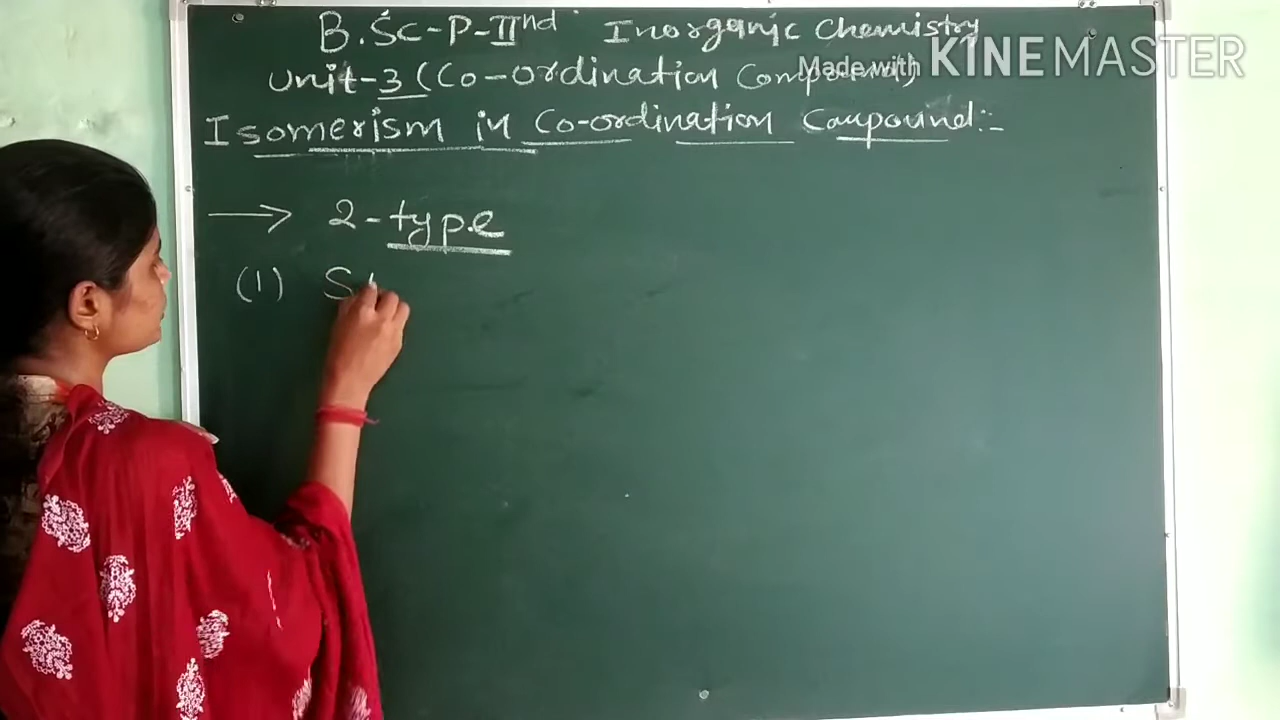 B.Sc-P-IInd Inorganic Chemistry
Unit-3 (Co-ordination Compound)
Made with KINEMASTER
Isomerism in Co-ordination Compound:-
→ 2-type
(1) S